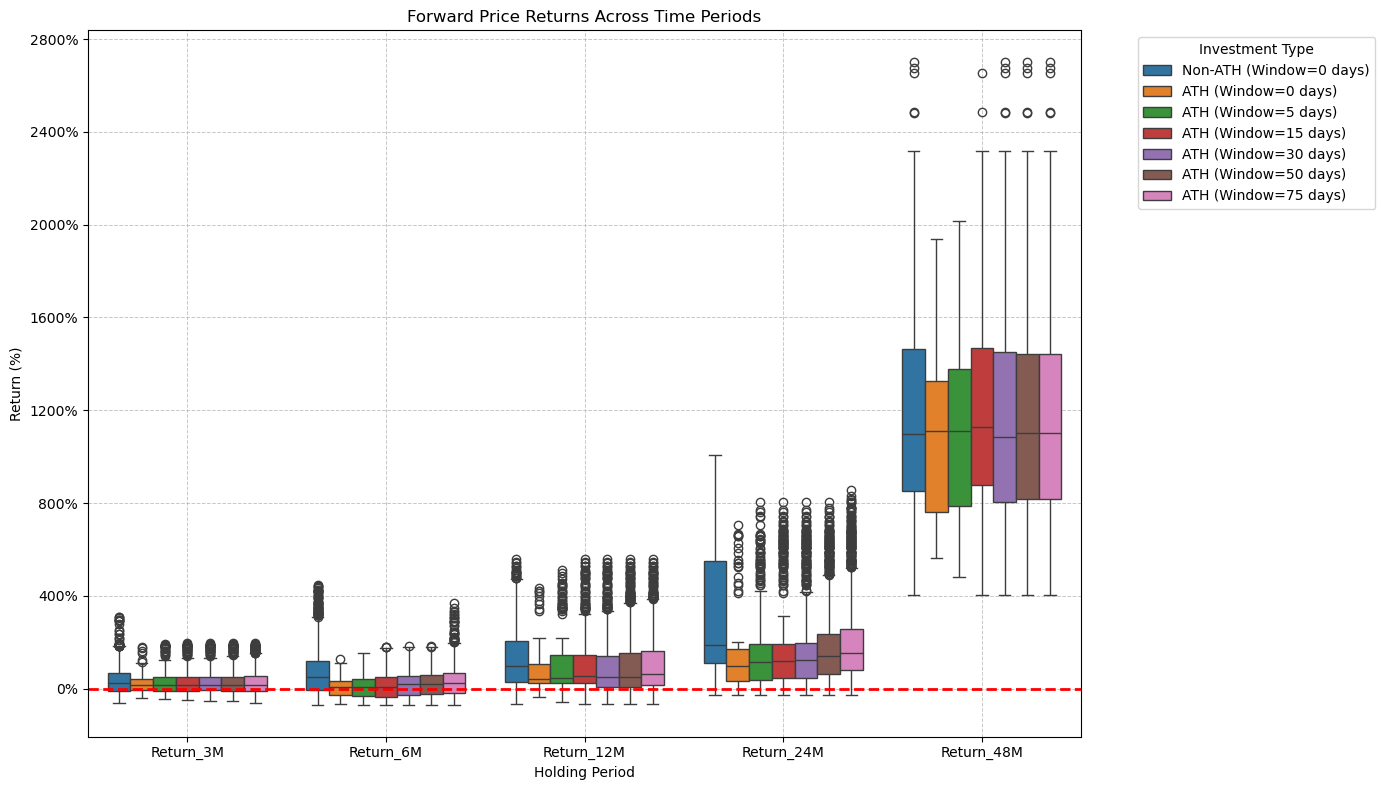 Forward Price Returns Across Time Periods
2800%
2400%
2000%
1600%
1200%
800%
400%
0%
Return (%)
Return_3M
Return_6M
Return_12M
Return_24M
Return_48M
Holding Period
Investment Type
Non-ATH (Window=0 days)
ATH (Window=0 days)
ATH (Window=5 days)
ATH (Window=15 days)
ATH (Window=30 days)
ATH (Window=50 days)
ATH (Window=75 days)